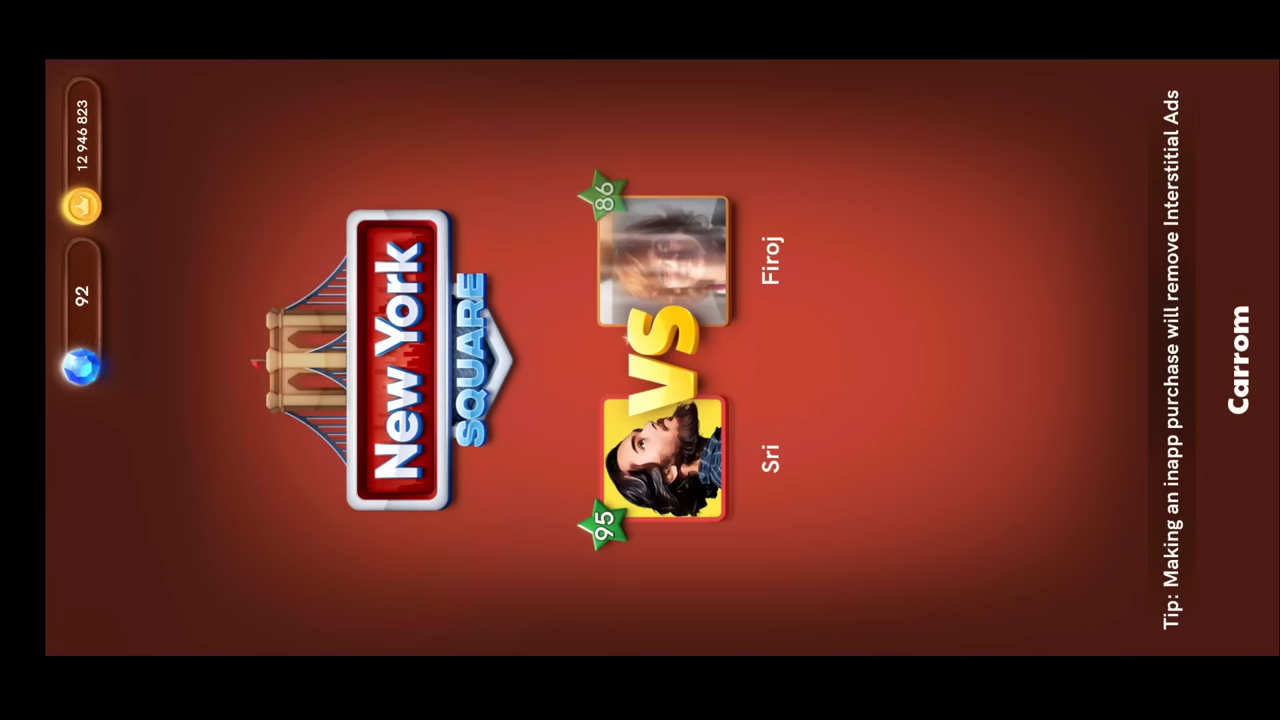 92
12 946 823
New York
SQUARE
95
86
VS
Sri
Firoj
Tip: Making an inapp purchase will remove Interstitial Ads
Carrom